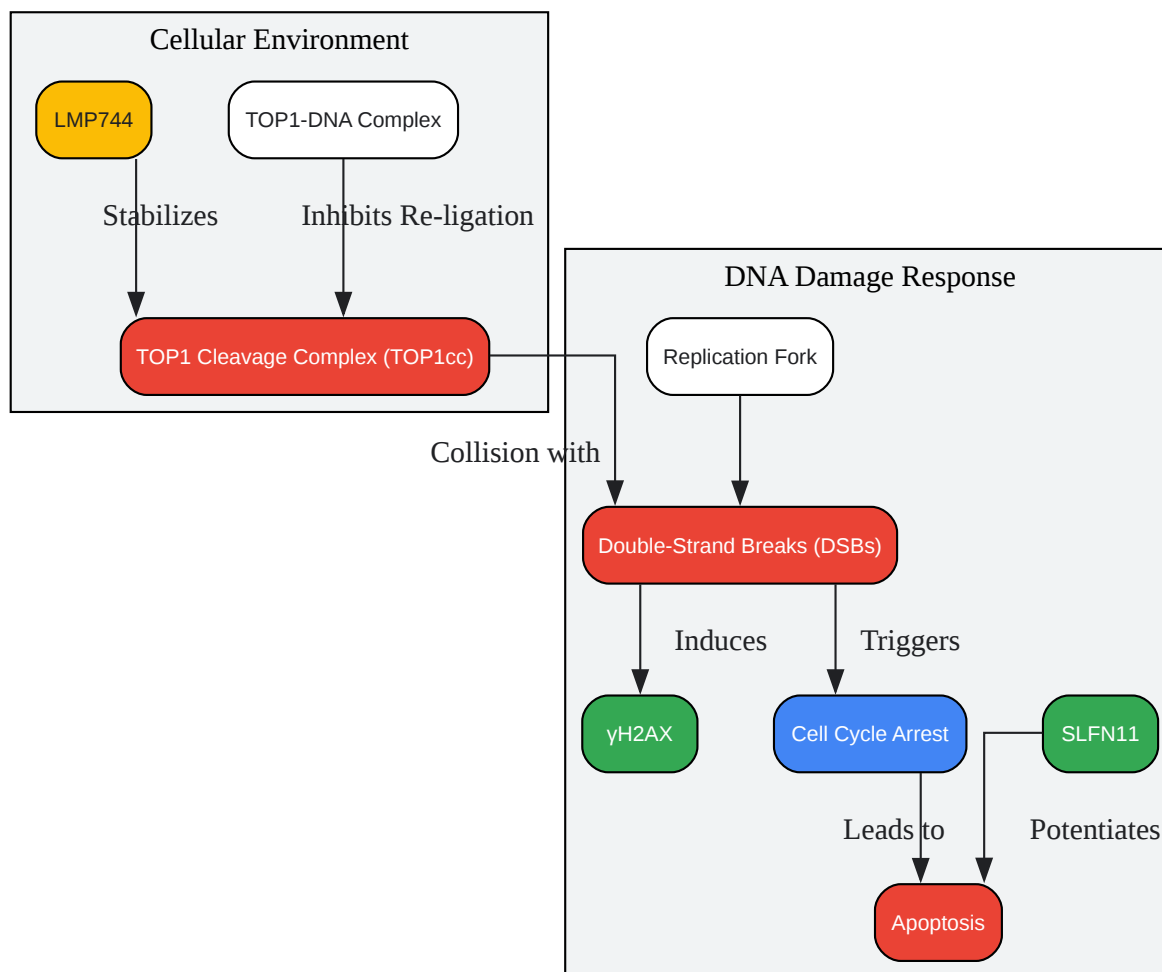 Cellular Environment
LMP744
TOP1-DNA Complex
Stabilizes
Inhibits Re-ligation
TOP1 Cleavage Complex (TOP1cc)
DNA Damage Response
Replication Fork
Collision with
Double-Strand Breaks (DSBs)
Induces
Triggers
γH2AX
Cell Cycle Arrest
SLFN11
Leads to
Potentiates
Apoptosis